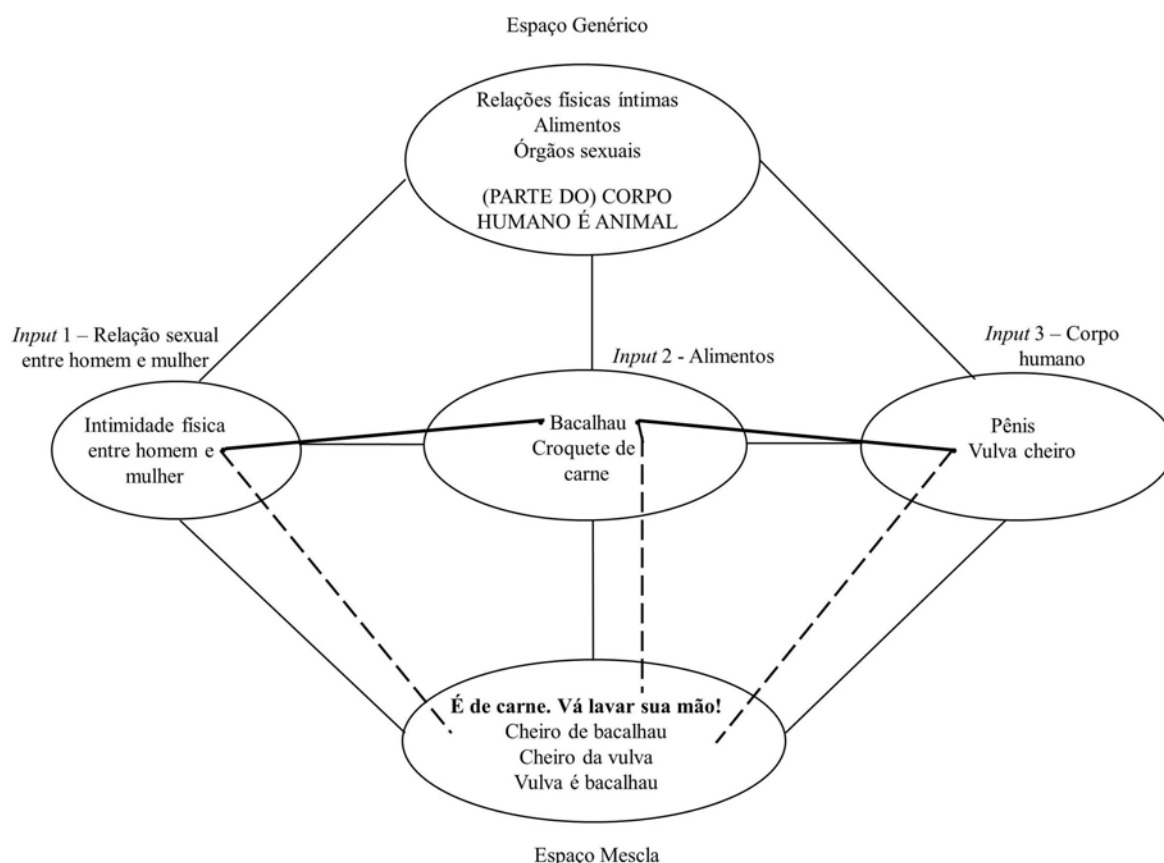 Espaço Genérico
Relações físicas íntimas
Alimentos
Órgãos sexuais
(PARTE DO) CORPO
HUMANO É ANIMAL
Input 1 – Relação sexual
entre homem e mulher
Input 2 - Alimentos
Input 3 – Corpo
humano
Intimidade física
entre homem e
mulher
Bacalhau
Croquete de
carne
Pênis
Vulva cheiro
É de carne. Vá lavar sua mão!
Cheiro de bacalhau
Cheiro da vulva
Vulva é bacalhau
Espaço Mescla